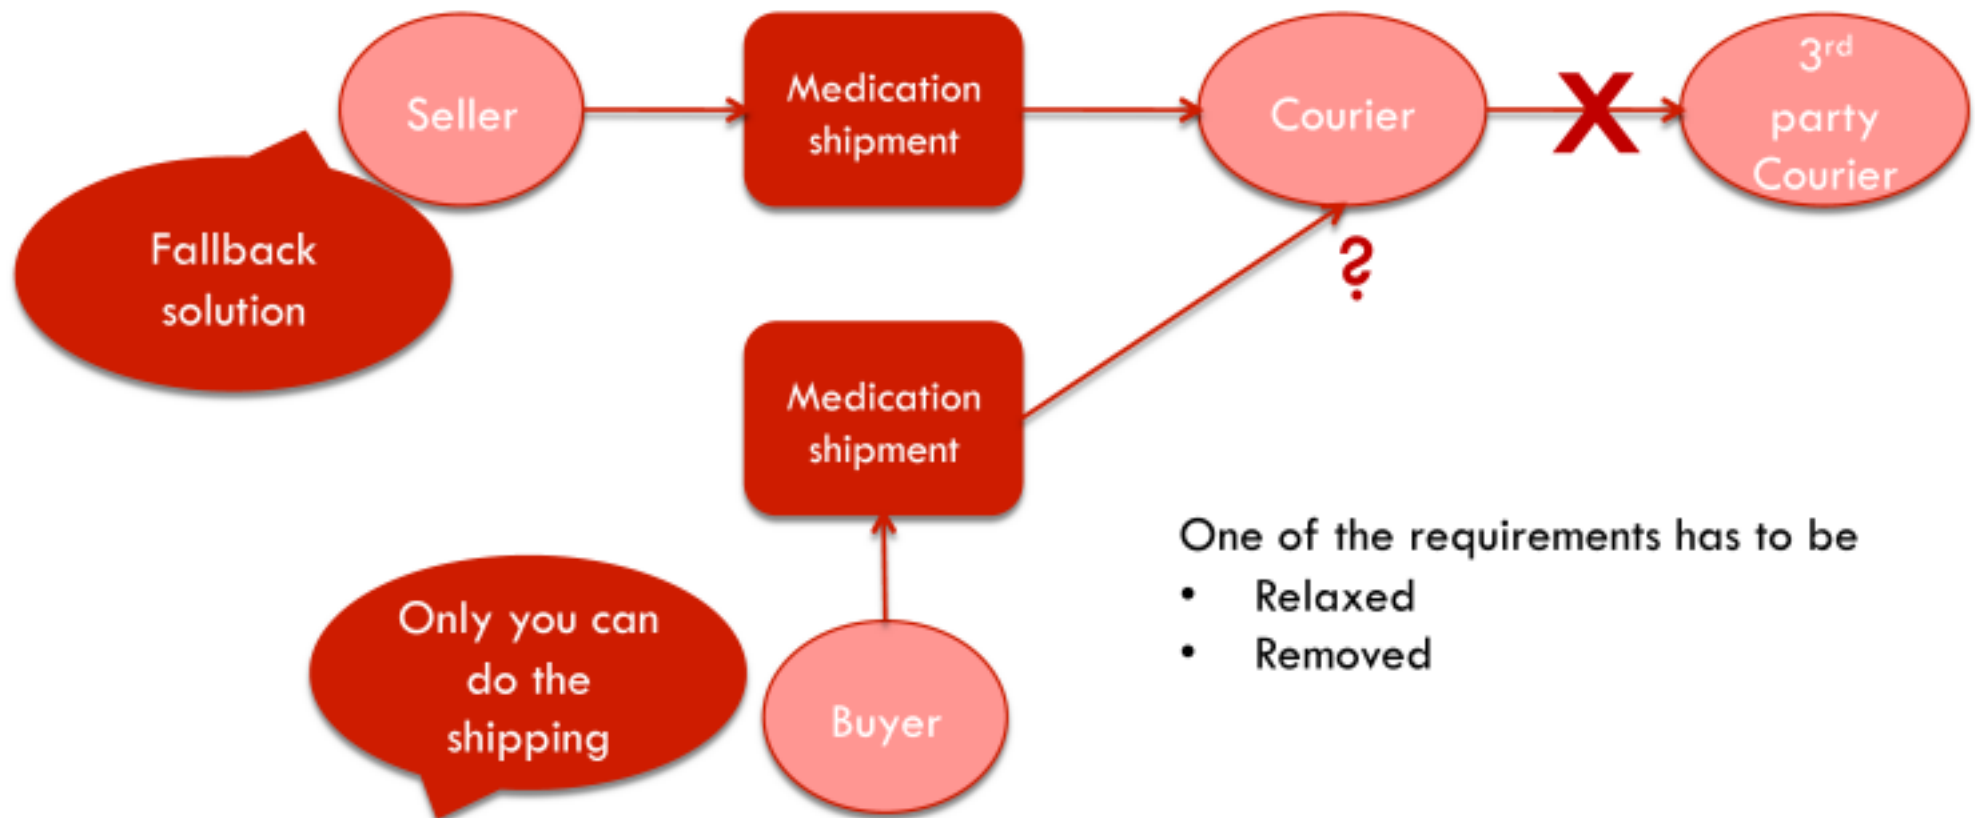 Seller
Medication
shipment
Courier
X
3rd
party
Courier
Fallback
solution
?
Medication
shipment
Only you can
do the
shipping
Buyer
One of the requirements has to be
• Relaxed
• Removed